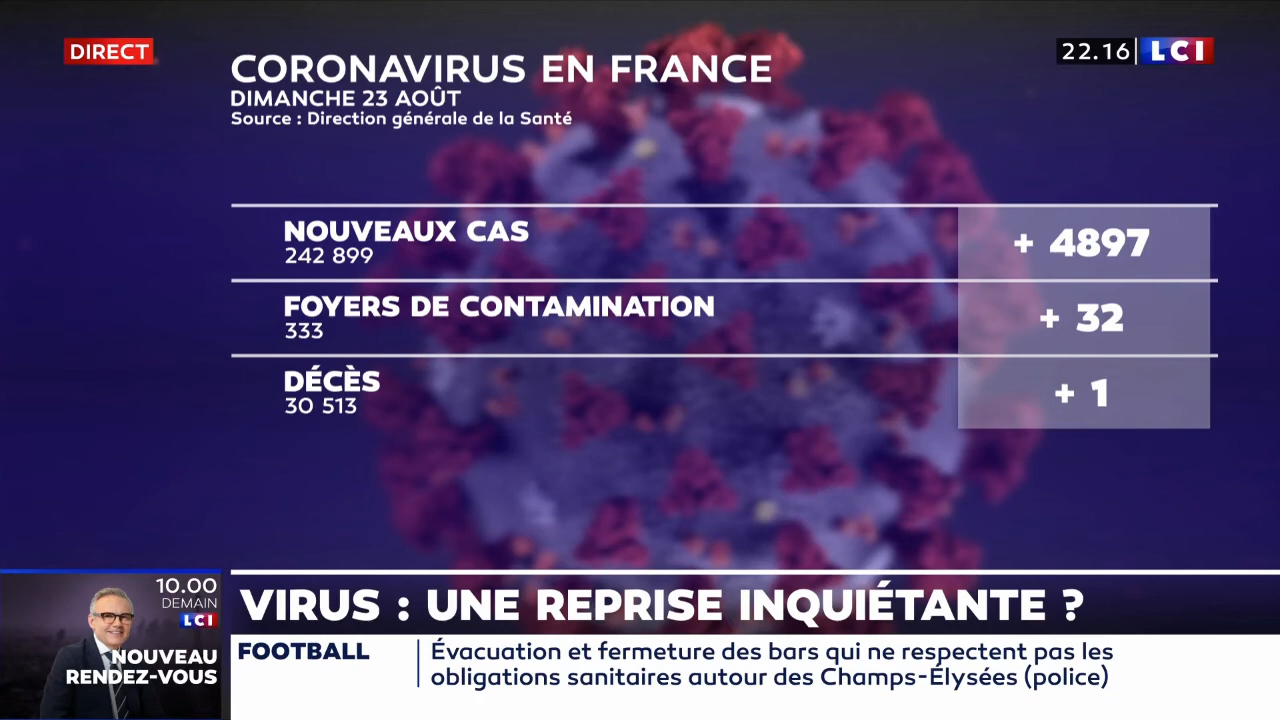 DIRECT
22.16 LCI
CORONAVIRUS EN FRANCE
DIMANCHE 23 AOÛT
Source : Direction générale de la Santé
NOUVEAUX CAS
242 899
+ 4897
FOYERS DE CONTAMINATION
333
+ 32
DÉCÈS
30 513
+ 1
10.00
DEMAIN
LCI
NOUVEAU
RENDEZ-VOUS
VIRUS : UNE REPRISE INQUIÉTANTE ?
FOOTBALL
Évacuation et fermeture des bars qui ne respectent pas les
obligations sanitaires autour des Champs-Élysées (police)